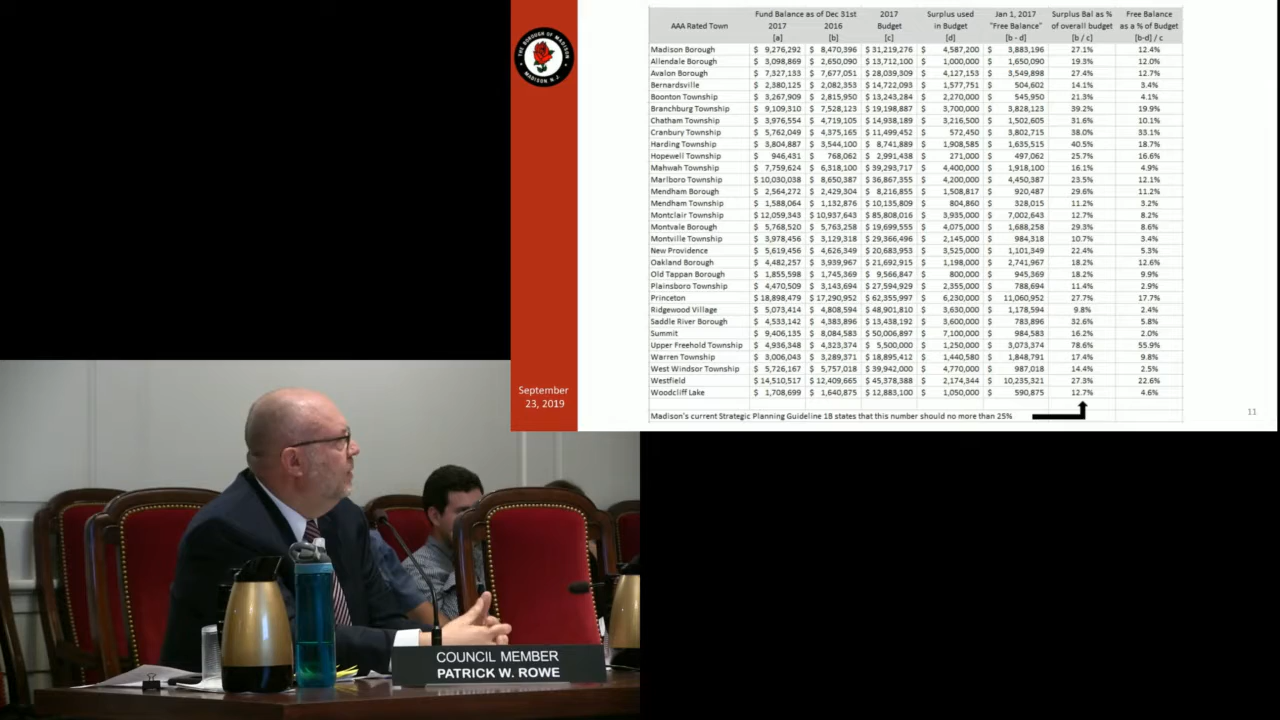 THE BOROUGH OF MADISON
MADISON N.J.
September
23, 2019
Fund Balance as of Dec 31st 2017 Surplus used Jan 1, 2017 Surplus Bal as % Free Balance
AAA Rated Town 2017 2016 Budget in Budget "Free Balance" of overall budget as a % of Budget
[a] [b] [c] [d] [b - d] [b / c] [b-d] / c
Madison Borough $ 9,276,292 $ 8,470,396 $ 31,219,276 $ 4,587,200 $ 3,883,196 27.1% 12.4%
Allendale Borough $ 3,098,869 $ 2,650,090 $ 13,712,100 $ 1,000,000 $ 1,650,090 19.3% 12.0%
Avalon Borough $ 7,327,133 $ 7,677,051 $ 28,039,309 $ 4,127,153 $ 3,549,898 27.4% 12.7%
Bernardsville $ 2,380,125 $ 2,082,353 $ 14,722,093 $ 1,577,751 $ 504,602 14.1% 3.4%
Boonton Township $ 3,267,909 $ 2,815,950 $ 13,243,284 $ 2,270,000 $ 545,950 21.3% 4.1%
Branchburg Township $ 9,109,310 $ 7,528,123 $ 19,198,887 $ 3,700,000 $ 3,828,123 39.2% 19.9%
Chatham Township $ 3,976,554 $ 4,719,105 $ 14,938,189 $ 3,216,500 $ 1,502,605 31.6% 10.1%
Cranbury Township $ 5,762,049 $ 4,375,165 $ 11,499,452 $ 572,450 $ 3,802,715 38.0% 33.1%
Harding Township $ 3,804,887 $ 3,544,100 $ 8,741,889 $ 1,908,585 $ 1,635,515 40.5% 18.7%
Hopewell Township $ 946,431 $ 768,062 $ 2,991,438 $ 271,000 $ 497,062 25.7% 16.6%
Mahwah Township $ 7,759,624 $ 6,318,100 $ 39,293,717 $ 4,400,000 $ 1,918,100 16.1% 4.9%
Marlboro Township $ 10,030,038 $ 8,650,387 $ 36,867,355 $ 4,200,000 $ 4,450,387 23.5% 12.1%
Mendham Borough $ 2,564,272 $ 2,429,304 $ 8,216,855 $ 1,508,817 $ 920,487 29.6% 11.2%
Mendham Township $ 1,588,064 $ 1,132,876 $ 10,135,809 $ 804,860 $ 328,015 11.2% 3.2%
Montclair Township $ 12,059,343 $ 10,937,643 $ 85,808,016 $ 3,935,000 $ 7,002,643 12.7% 8.2%
Montvale Borough $ 5,768,520 $ 5,763,258 $ 19,699,555 $ 4,075,000 $ 1,688,258 29.3% 8.6%
Montville Township $ 3,978,456 $ 3,129,318 $ 29,366,496 $ 2,145,000 $ 984,318 10.7% 3.4%
New Providence $ 5,619,456 $ 4,626,349 $ 20,683,953 $ 3,525,000 $ 1,101,349 22.4% 5.3%
Oakland Borough $ 4,482,257 $ 3,939,967 $ 21,692,915 $ 1,198,000 $ 2,741,967 18.2% 12.6%
Old Tappan Borough $ 1,855,598 $ 1,745,369 $ 9,566,847 $ 800,000 $ 945,369 18.2% 9.9%
Plainsboro Township $ 4,470,509 $ 3,143,694 $ 27,594,929 $ 2,355,000 $ 788,694 11.4% 2.9%
Princeton $ 18,898,479 $ 17,290,952 $ 62,355,997 $ 6,230,000 $ 11,060,952 27.7% 17.7%
Ridgewood Village $ 5,073,414 $ 4,808,594 $ 48,901,810 $ 3,630,000 $ 1,178,594 9.8% 2.4%
Saddle River Borough $ 4,533,142 $ 4,383,896 $ 13,438,192 $ 3,600,000 $ 783,896 32.6% 5.8%
Summit $ 9,406,135 $ 8,084,583 $ 50,006,897 $ 7,100,000 $ 984,583 16.2% 2.0%
Upper Freehold Township $ 4,936,348 $ 4,323,374 $ 5,500,000 $ 1,250,000 $ 3,073,374 78.6% 55.9%
Warren Township $ 3,006,043 $ 3,289,371 $ 18,895,412 $ 1,440,580 $ 1,848,791 17.4% 9.8%
West Windsor Township $ 5,726,167 $ 5,757,018 $ 39,942,000 $ 4,770,000 $ 987,018 14.4% 2.5%
Westfield $ 14,510,517 $ 12,409,665 $ 45,378,388 $ 2,174,344 $ 10,235,321 27.3% 22.6%
Woodcliff Lake $ 1,708,699 $ 1,640,875 $ 12,883,100 $ 1,050,000 $ 590,875 12.7% 4.6%
Madison's current Strategic Planning Guideline 1B states that this number should no more than 25%
11
COUNCIL MEMBER
PATRICK W. ROWE